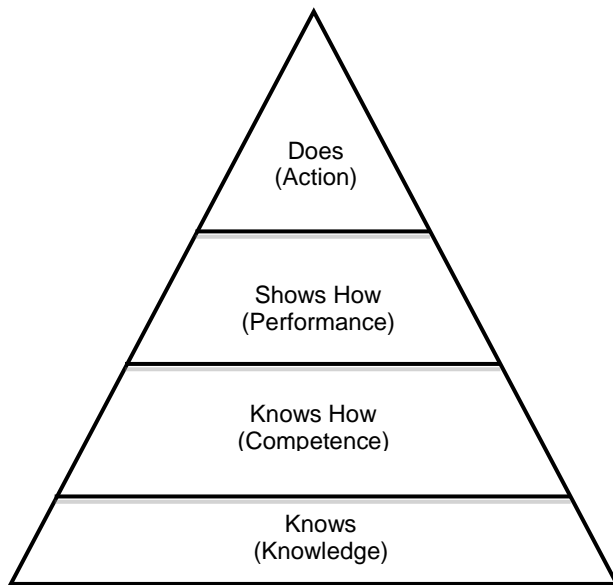 Does
(Action)
Shows How
(Performance)
Knows How
(Competence)
Knows
(Knowledge)